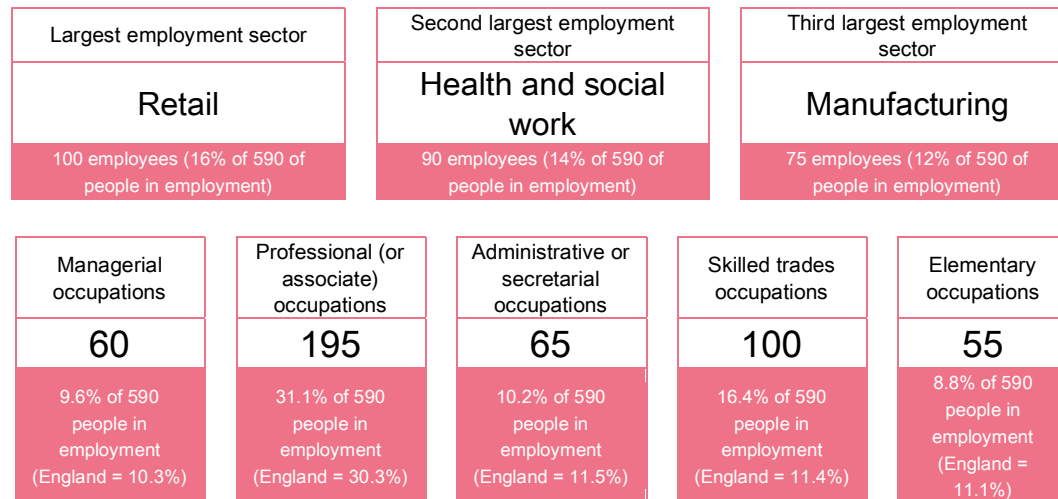 Largest employment sector
Retail
100 employees (16% of 590 of
people in employment)
Second largest employment
sector
Health and social
work
90 employees (14% of 590 of
people in employment)
Third largest employment
sector
Manufacturing
75 employees (12% of 590 of
people in employment)
Managerial
occupations
60
9.6% of 590
people in
employment
(England = 10.3%)
Professional (or
associate)
occupations
195
31.1% of 590
people in
employment
(England = 30.3%)
Administrative or
secretarial
occupations
65
10.2% of 590
people in
employment
(England = 11.5%)
Skilled trades
occupations
100
16.4% of 590
people in
employment
(England = 11.4%)
Elementary
occupations
55
8.8% of 590
people in
employment
(England =
11.1%)